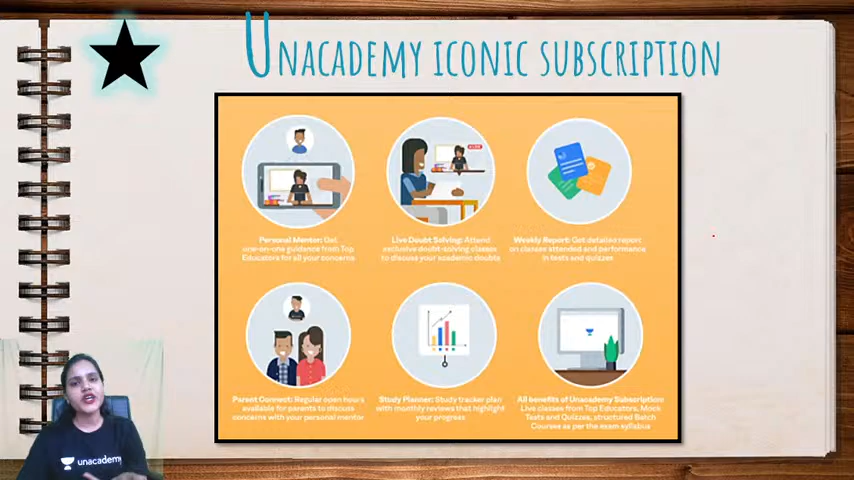 UNACADEMY ICONIC SUBSCRIPTION
Personal Mentor: Get
one-on-one guidance from Top
Educators for all your concerns
Live Doubt Solving: Attend
exclusive doubt-solving classes
to discuss your academic doubts
Weekly Report: Get detailed report
on classes attended and performance
in tests and quizzes
Parent Connect: Regular open hours
available for parents to discuss
concerns with your personal mentor
Study Planner: Study tracker plan
with monthly reviews that highlight
your progress
All benefits of Unacademy Subscription:
Live classes from Top Educators, Mock
Tests and Quizzes, structured Batch
Courses as per the exam syllabus
unacademy